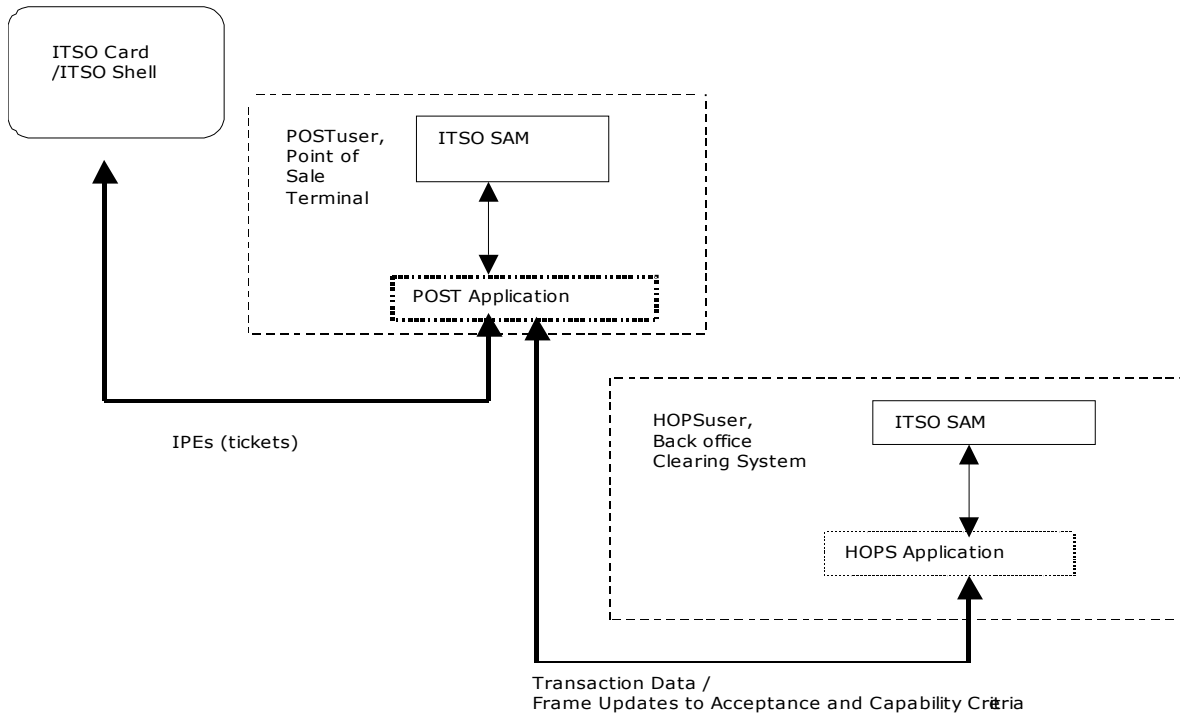 ITSO Card
/ITSO Shell
POSTuser,
Point of
Sale
Terminal
ITSO SAM
POST Application
IPEs (tickets)
HOPSuser,
Back office
Clearing System
ITSO SAM
HOPS Application
Transaction Data /
Frame Updates to Acceptance and Capability Criteria